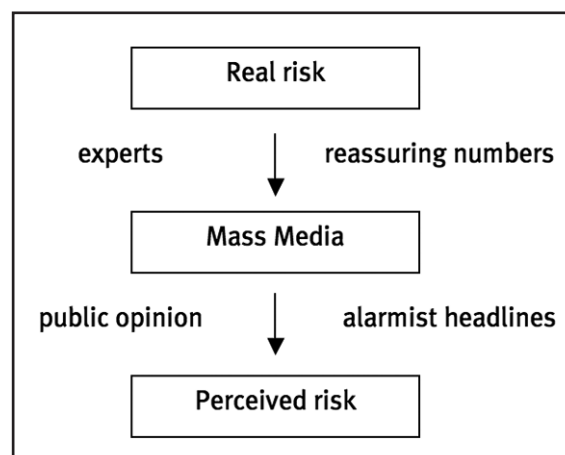 Real risk
experts
reassuring numbers
Mass Media
public opinion
alarmist headlines
Perceived risk